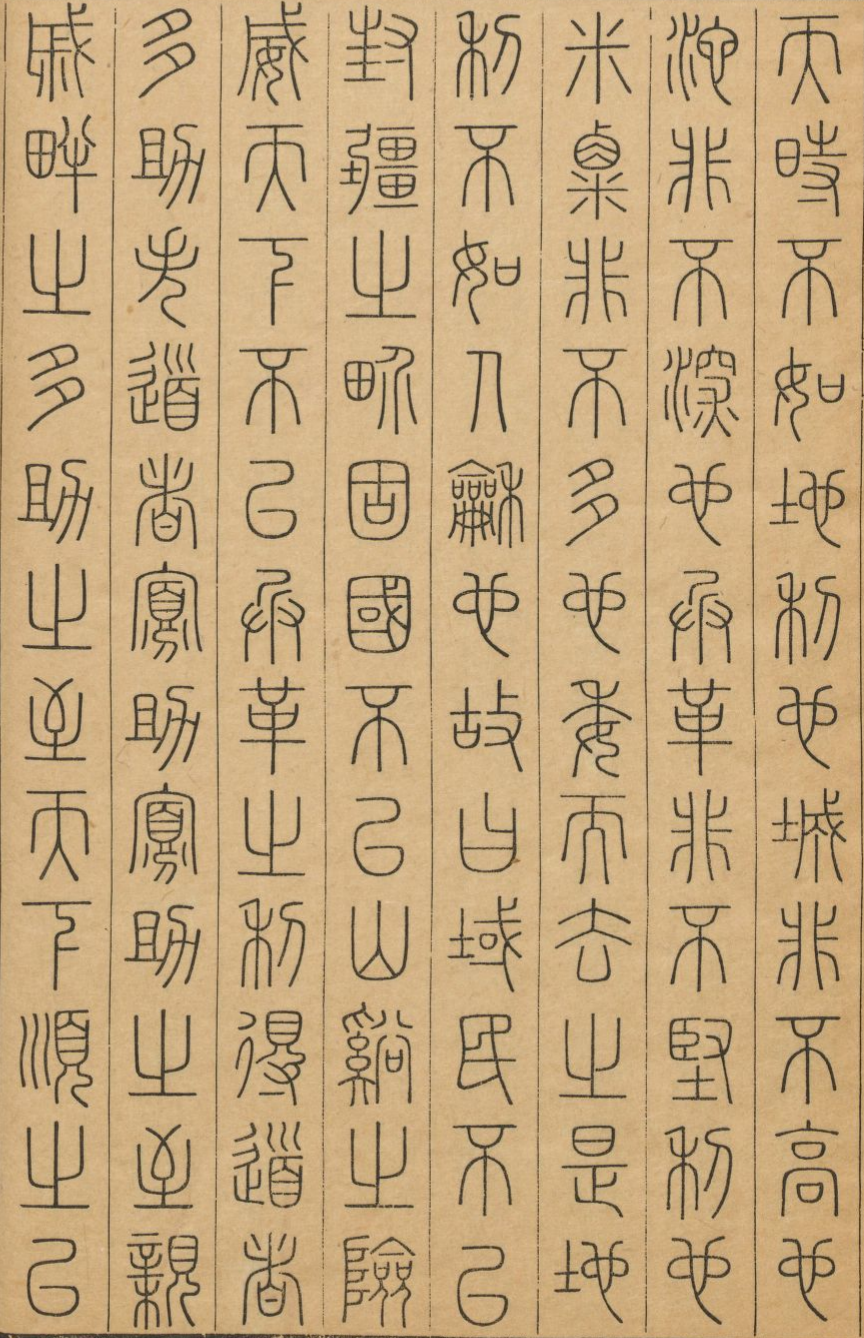 天時不如地利也城非不高也
池非不深也兵革非不堅利也
米粟非不多也委而去之是地
利不如人龢也故曰域民不以
封疆之畍固國不以山谿之險
威天下不以兵革之利得道者
多助失道者寡助寡助之至親
戚畔之多助之至天下順之以